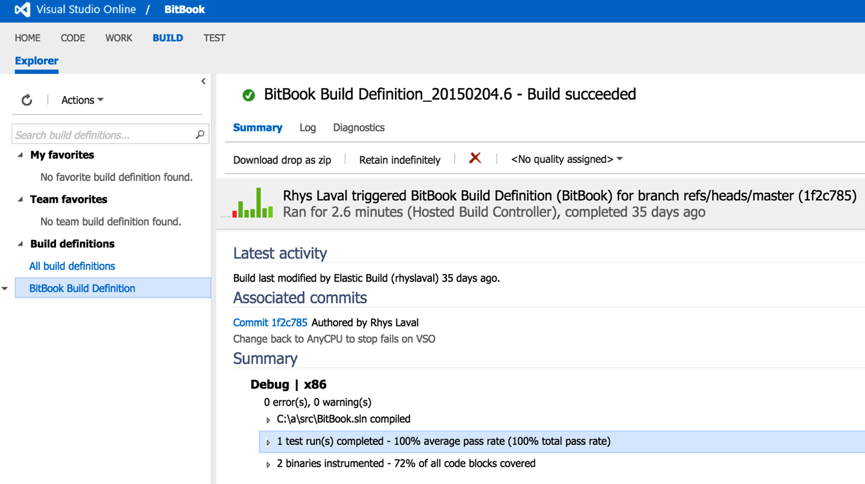 Visual Studio Online / BitBook
HOME CODE WORK BUILD TEST
Explorer
Actions
Search build definitions...
My favorites
No favorite build definition found.
Team favorites
No team build definition found.
Build definitions
All build definitions
BitBook Build Definition
BitBook Build Definition_20150204.6 - Build succeeded
Summary Log Diagnostics
Download drop as zip Retain indefinitely <No quality assigned>
Rhys Laval triggered BitBook Build Definition (BitBook) for branch refs/heads/master (1f2c785)
Ran for 2.6 minutes (Hosted Build Controller), completed 35 days ago
Latest activity
Build last modified by Elastic Build (rhyslaval) 35 days ago.
Associated commits
Commit 1f2c785 Authored by Rhys Laval
Change back to AnyCPU to stop fails on VSO
Summary
Debug | x86
0 error(s), 0 warning(s)
C:\a\src\BitBook.sln compiled
1 test run(s) completed - 100% average pass rate (100% total pass rate)
2 binaries instrumented - 72% of all code blocks covered